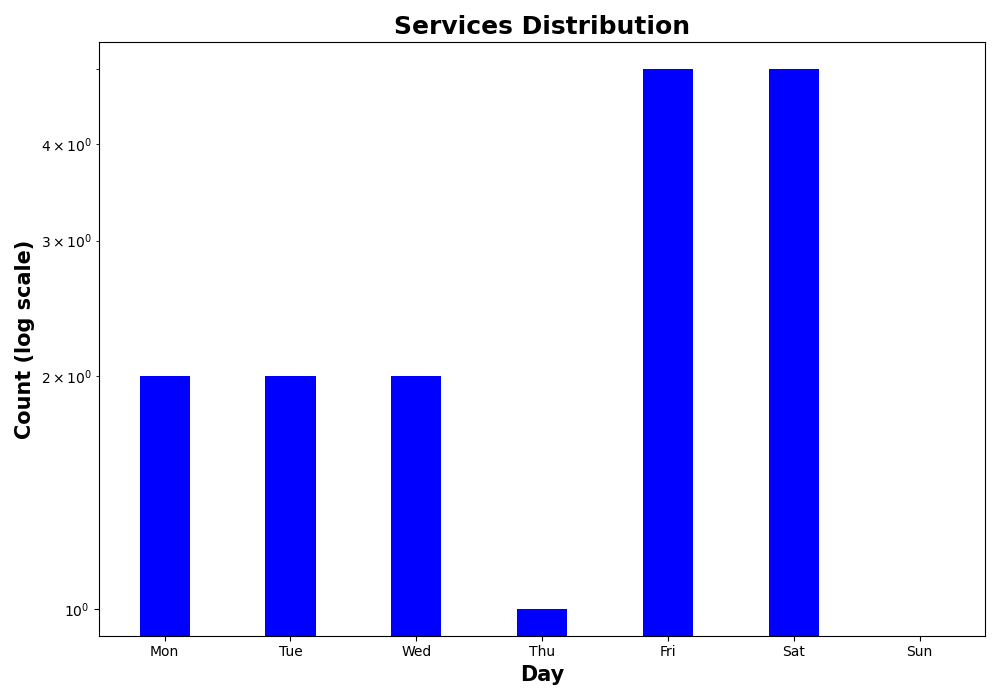 Services Distribution
Count (log scale)
4 × 10⁰
3 × 10⁰
2 × 10⁰
10⁰
Mon Tue Wed Thu Fri Sat Sun
Day